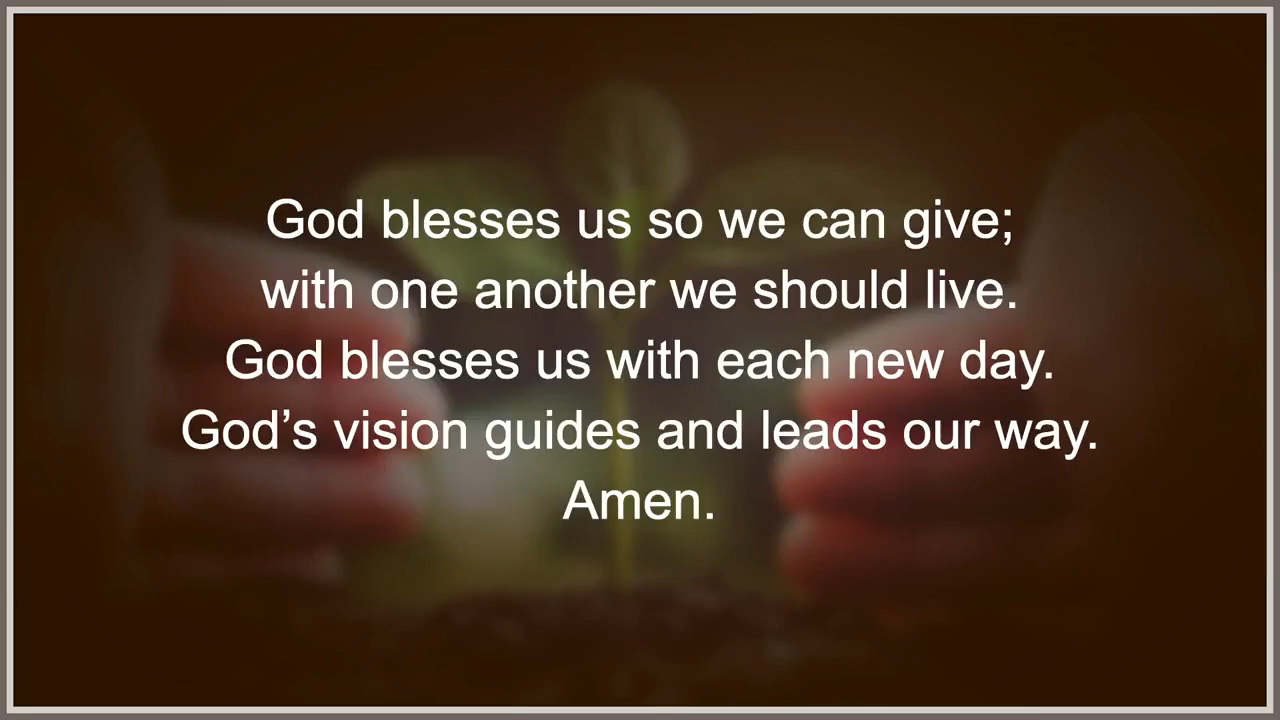 God blesses us so we can give;
with one another we should live.
God blesses us with each new day.
God’s vision guides and leads our way.
Amen.